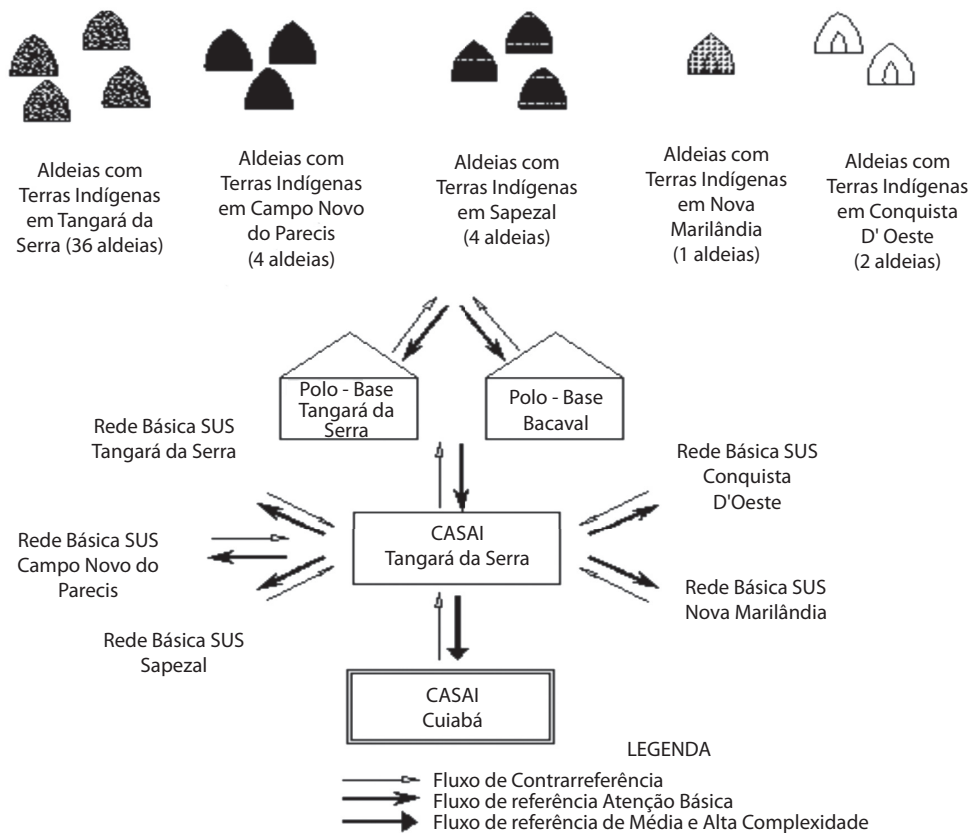 Aldeias com
Terras Indígenas
em Tangará da
Serra (36 aldeias)
Aldeias com
Terras Indígenas
em Campo Novo
do Parecis
(4 aldeias)
Aldeias com
Terras Indígenas
em Sapezal
(4 aldeias)
Aldeias com
Terras Indígenas
em Nova
Marilândia
(1 aldeias)
Aldeias com
Terras Indígenas
em Conquista
D' Oeste
(2 aldeias)
Polo - Base
Tangará da
Serra
Polo - Base
Bacaval
Rede Básica SUS
Tangará da Serra
Rede Básica SUS
Conquista
D'Oeste
CASAI
Tangará da Serra
Rede Básica SUS
Campo Novo do
Parecis
Rede Básica SUS
Nova Marilândia
Rede Básica SUS
Sapezal
CASAI
Cuiabá
LEGENDA
Fluxo de Contrarreferência
Fluxo de referência Atenção Básica
Fluxo de referência de Média e Alta Complexidade